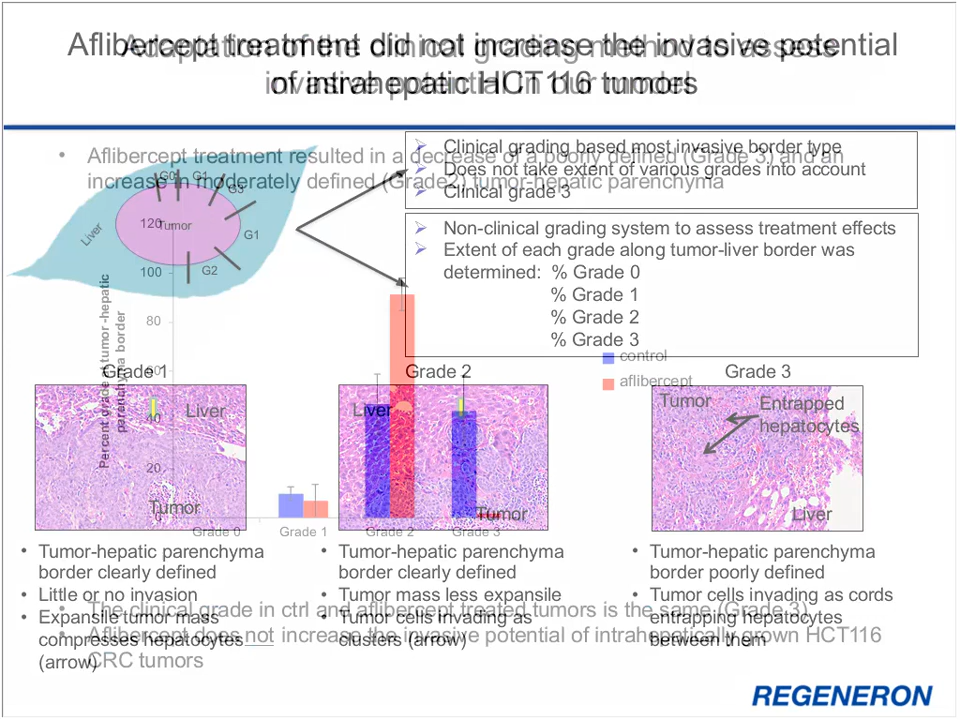 Aflibercept treatment did not increase the invasive potential
of intrahepatic HCT116 tumors
Adaptation of the clinical grading method to assess
invasive potential in our model
• Aflibercept treatment resulted in a decrease of a poorly defined (Grade 3) and an
increase in moderately defined (Grade2) tumor-hepatic parenchyma
➢ Clinical grading based most invasive border type
➢ Does not take extent of various grades into account
➢ Clinical grade 3
➢ Non-clinical grading system to assess treatment effects
➢ Extent of each grade along tumor-liver border was
determined: % Grade 0
% Grade 1
% Grade 2
% Grade 3
G0
G1
G3
G1
G2
Tumor
Liver
120
100
80
60
40
20
Percent grade of tumor-hepatic
parenchyma border
control
aflibercept
Grade 0
Grade 1
Grade 2
Grade 3
Grade 1
Liver
Tumor
Grade 2
Liver
Tumor
Grade 3
Tumor
Entrapped
hepatocytes
Liver
• Tumor-hepatic parenchyma
border clearly defined
• Little or no invasion
• Expansile tumor mass
compresses hepatocytes
(arrow)
• Tumor-hepatic parenchyma
border clearly defined
• Tumor mass less expansile
• Tumor cells invading as
clusters (arrow)
• Tumor-hepatic parenchyma
border poorly defined
• Tumor cells invading as cords
entrapping hepatocytes
between them
• The clinical grade in ctrl and aflibercept treated tumors is the same (Grade 3)
• Aflibercept does not increase the invasive potential of intrahepatically grown HCT116
CRC tumors
REGENERON